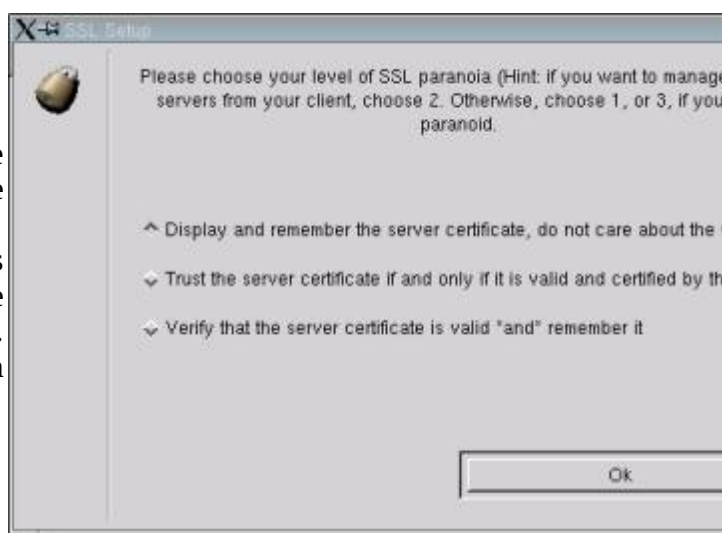 SSL Setup
Please choose your level of SSL paranoia (Hint: if you want to manage
servers from your client, choose 2. Otherwise, choose 1, or 3, if you
paranoid.
e
e
Display and remember the server certificate, do not care about the
s
Trust the server certificate if and only if it is valid and certified by
e
Verify that the server certificate is valid "and" remember it
Ok